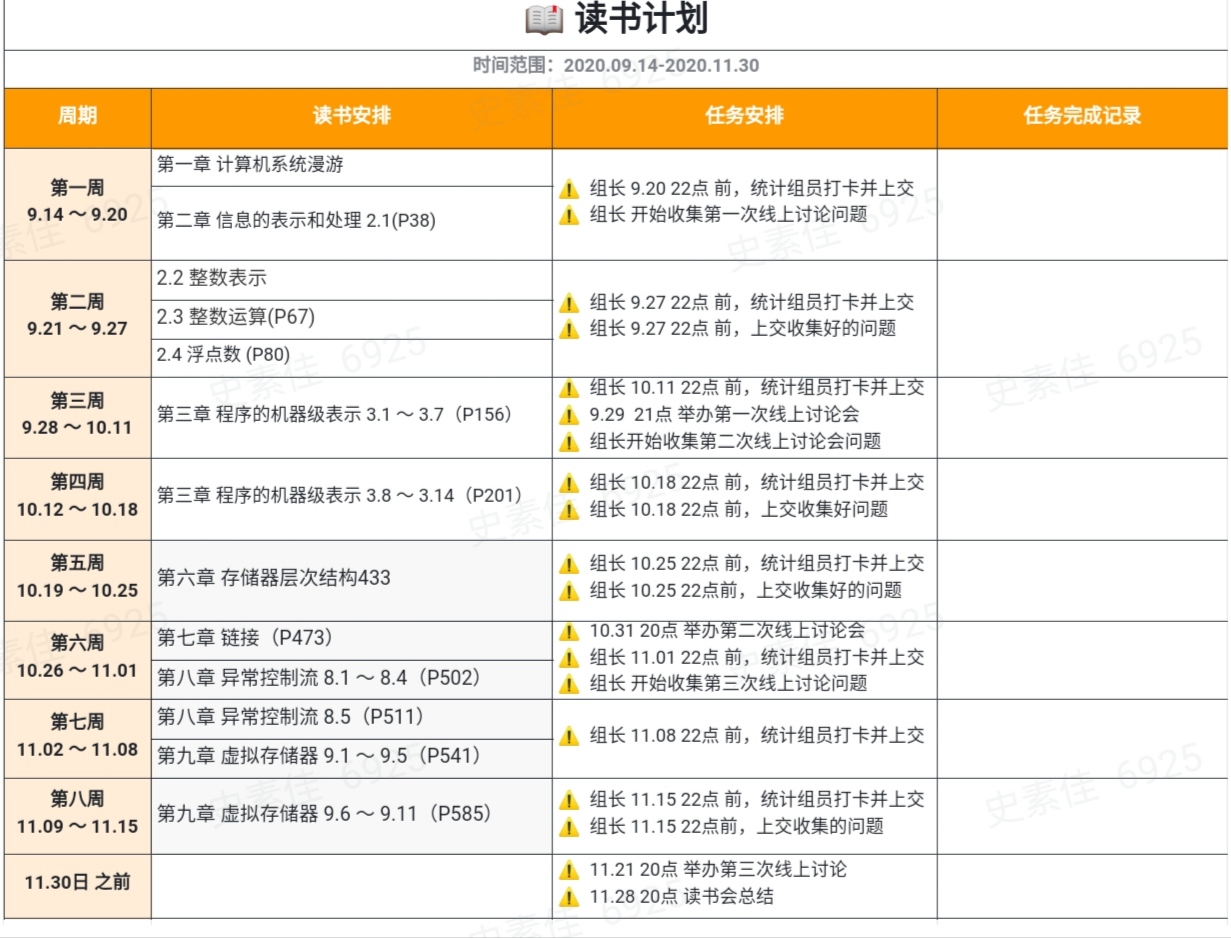 📖 读书计划
时间范围：2020.09.14-2020.11.30
周期 读书安排 任务安排 任务完成记录
第一周
9.14 ～ 9.20
第一章 计算机系统漫游
第二章 信息的表示和处理 2.1(P38)
⚠️ 组长 9.20 22点 前，统计组员打卡并上交
⚠️ 组长 开始收集第一次线上讨论问题
第二周
9.21 ～ 9.27
2.2 整数表示
2.3 整数运算(P67)
2.4 浮点数 (P80)
⚠️ 组长 9.27 22点 前，统计组员打卡并上交
⚠️ 组长 9.27 22点 前，上交收集好的问题
第三周
9.28 ～ 10.11
第三章 程序的机器级表示 3.1 ～ 3.7（P156）
⚠️ 组长 10.11 22点 前，统计组员打卡并上交
⚠️ 9.29 21点 举办第一次线上讨论会
⚠️ 组长开始收集第二次线上讨论会问题
第四周
10.12 ～ 10.18
第三章 程序的机器级表示 3.8 ～ 3.14（P201）
⚠️ 组长 10.18 22点 前，统计组员打卡并上交
⚠️ 组长 10.18 22点 前，上交收集好问题
第五周
10.19 ～ 10.25
第六章 存储器层次结构433
⚠️ 组长 10.25 22点 前，统计组员打卡并上交
⚠️ 组长 10.25 22点前，上交收集好的问题
第六周
10.26 ～ 11.01
第七章 链接（P473）
第八章 异常控制流 8.1 ～ 8.4（P502）
⚠️ 10.31 20点 举办第二次线上讨论会
⚠️ 组长 11.01 22点 前，统计组员打卡并上交
⚠️ 组长 开始收集第三次线上讨论问题
第七周
11.02 ～ 11.08
第八章 异常控制流 8.5（P511）
第九章 虚拟存储器 9.1 ～ 9.5（P541）
⚠️ 组长 11.08 22点 前，统计组员打卡并上交
第八周
11.09 ～ 11.15
第九章 虚拟存储器 9.6 ～ 9.11（P585）
⚠️ 组长 11.15 22点 前，统计组员打卡并上交
⚠️ 组长 11.15 22点前，上交收集的问题
11.30日 之前
⚠️ 11.21 20点 举办第三次线上讨论
⚠️ 11.28 20点 读书会总结
史素佳 6925